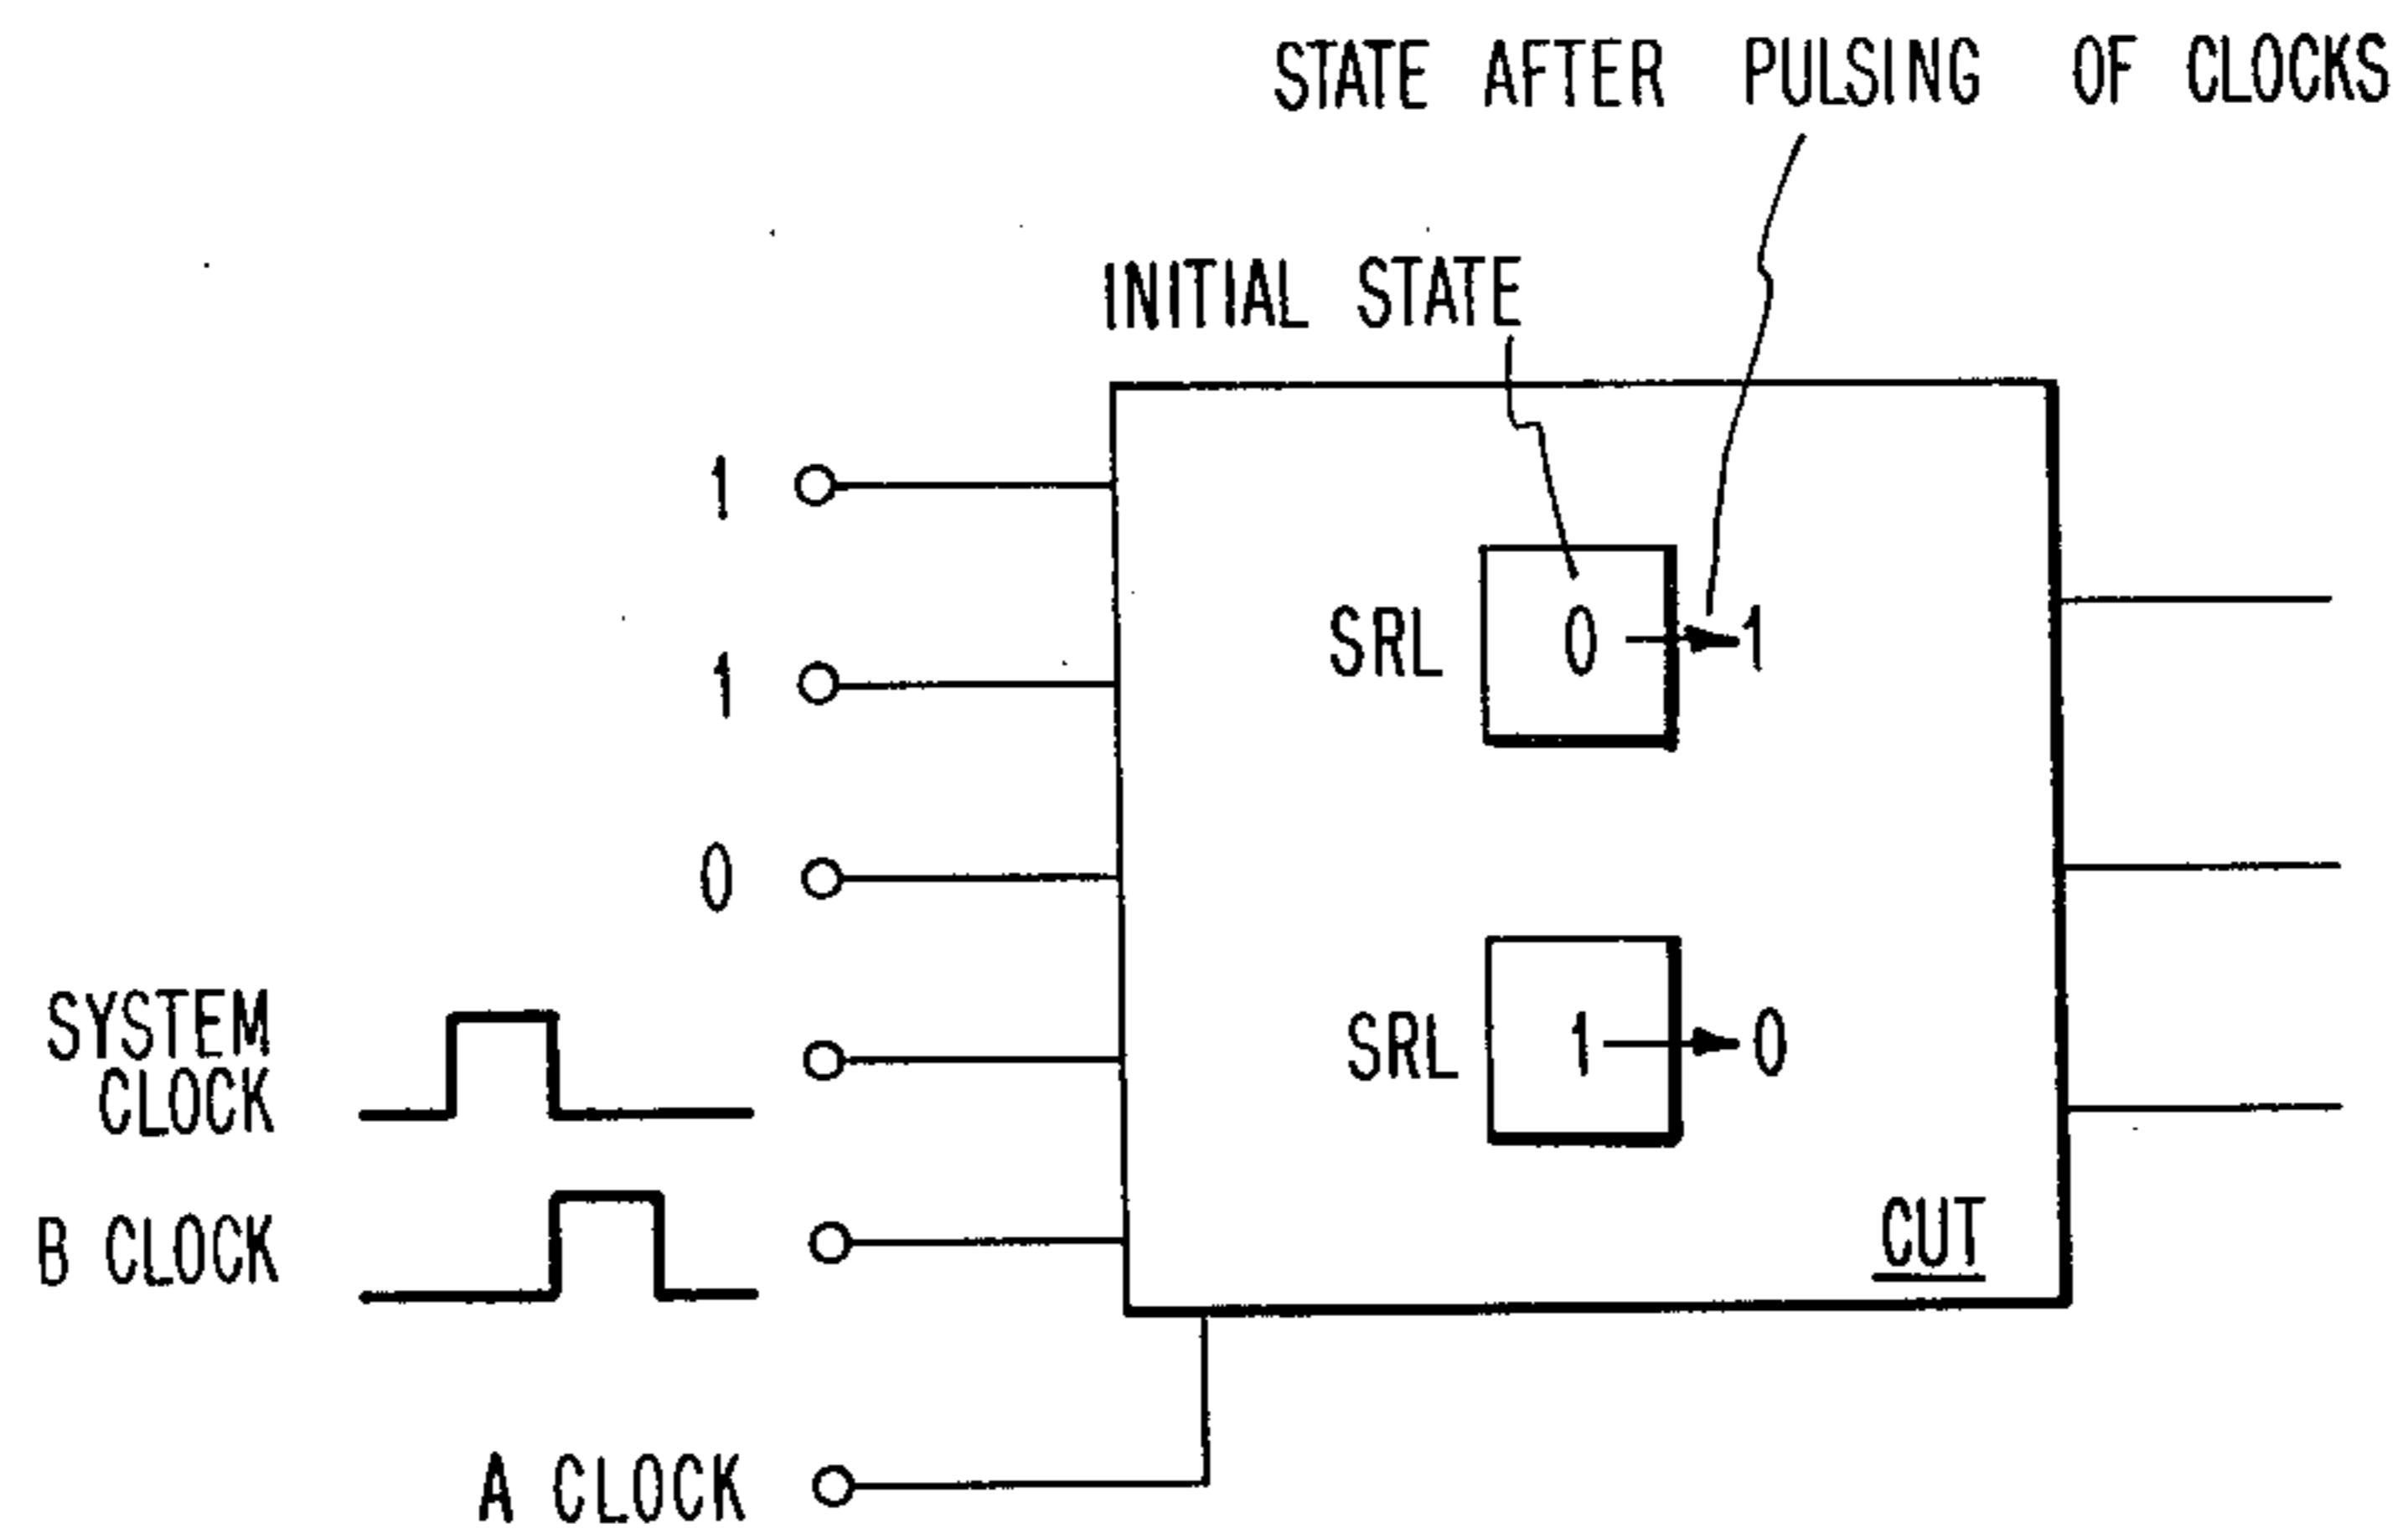 STATE AFTER PULSING OF CLOCKS
INITIAL STATE
1
1
SRL 0 1
0
SYSTEM
CLOCK
SRL 1 0
B CLOCK
CUT
A CLOCK